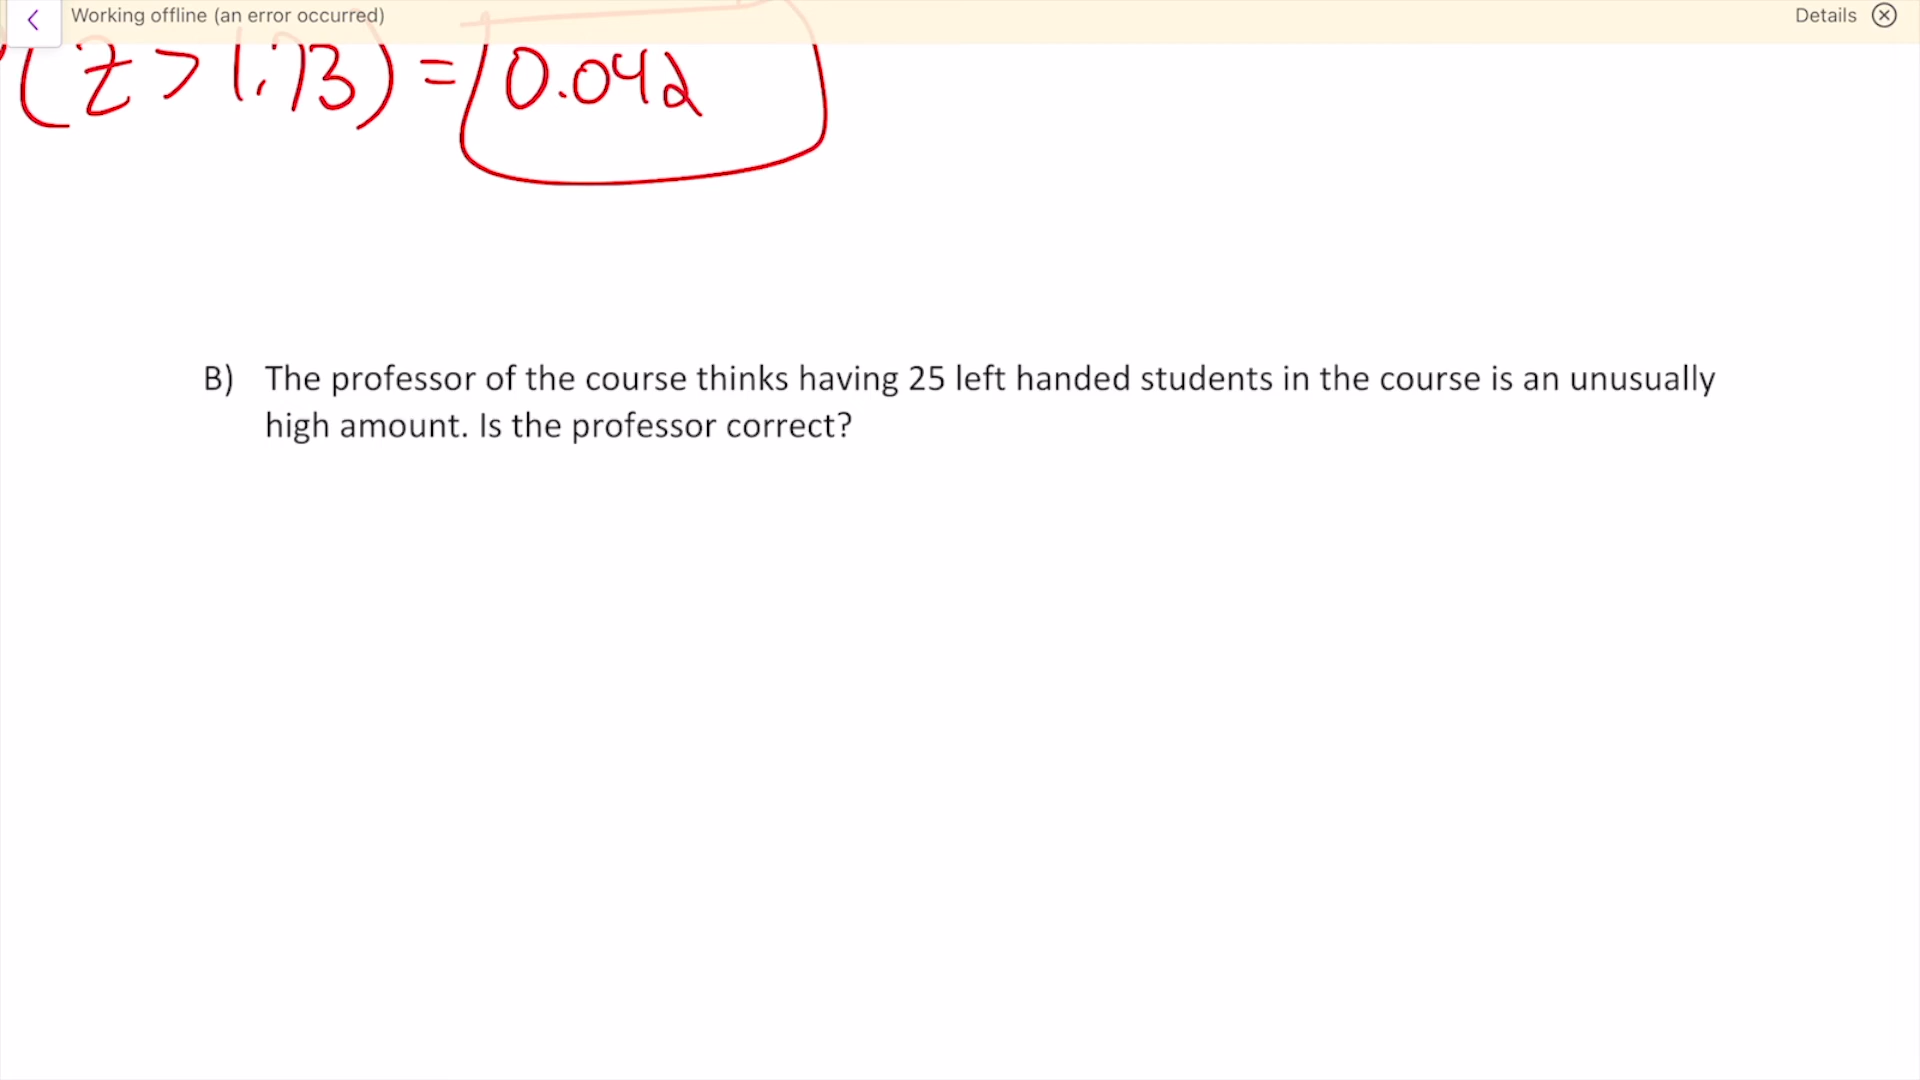 Working offline (an error occurred) Details
(z > 1.73) = 0.042
B) The professor of the course thinks having 25 left handed students in the course is an unusually
high amount. Is the professor correct?